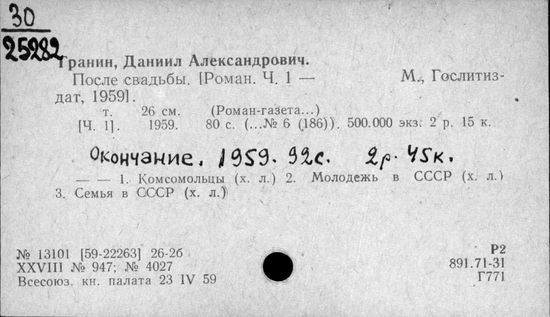 30
25282
Гранин, Даниил Александрович.
После свадьбы. [Роман. Ч. 1 — М., Гослитиз-
дат, 1959].
т. 26 см. (Роман-газета...)
[Ч. 1]. 1959. 80 с. (...№ 6 (186)). 500.000 экз. 2 р. 15 к.
Окончание. 1959. 92с. 2р. 45к.
— — 1. Комсомольцы (х. л.) 2. Молодежь в СССР (х. л.)
3. Семья в СССР (х. л.)
№ 13101 [59-22263] 26-2б Р2
XXVIII № 947; № 4027 891.71-31
Всесоюз. кн. палата 23 IV 59 Г771